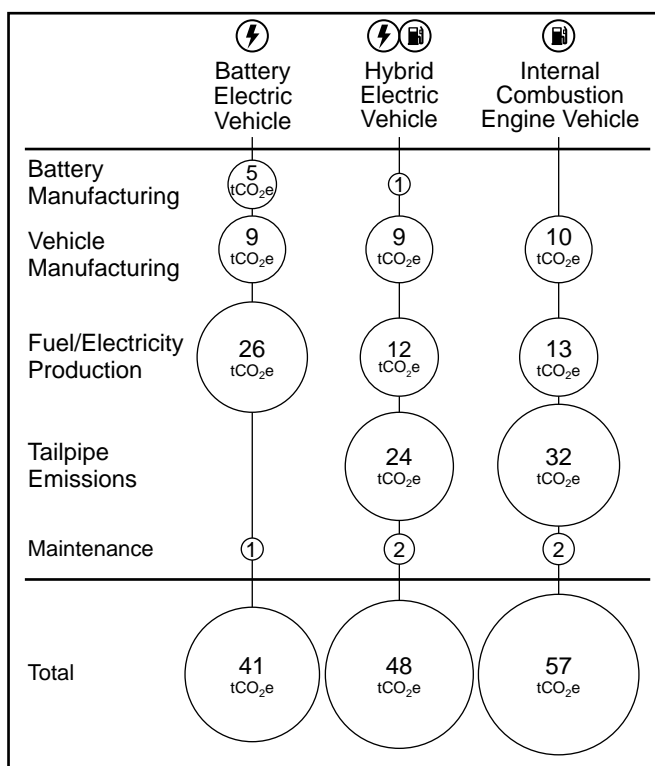 Battery Electric Vehicle
Hybrid Electric Vehicle
Internal Combustion Engine Vehicle
Battery Manufacturing
5 tCO₂e
1
Vehicle Manufacturing
9 tCO₂e
9 tCO₂e
10 tCO₂e
Fuel/Electricity Production
26 tCO₂e
12 tCO₂e
13 tCO₂e
Tailpipe Emissions
24 tCO₂e
32 tCO₂e
Maintenance
1
2
2
Total
41 tCO₂e
48 tCO₂e
57 tCO₂e